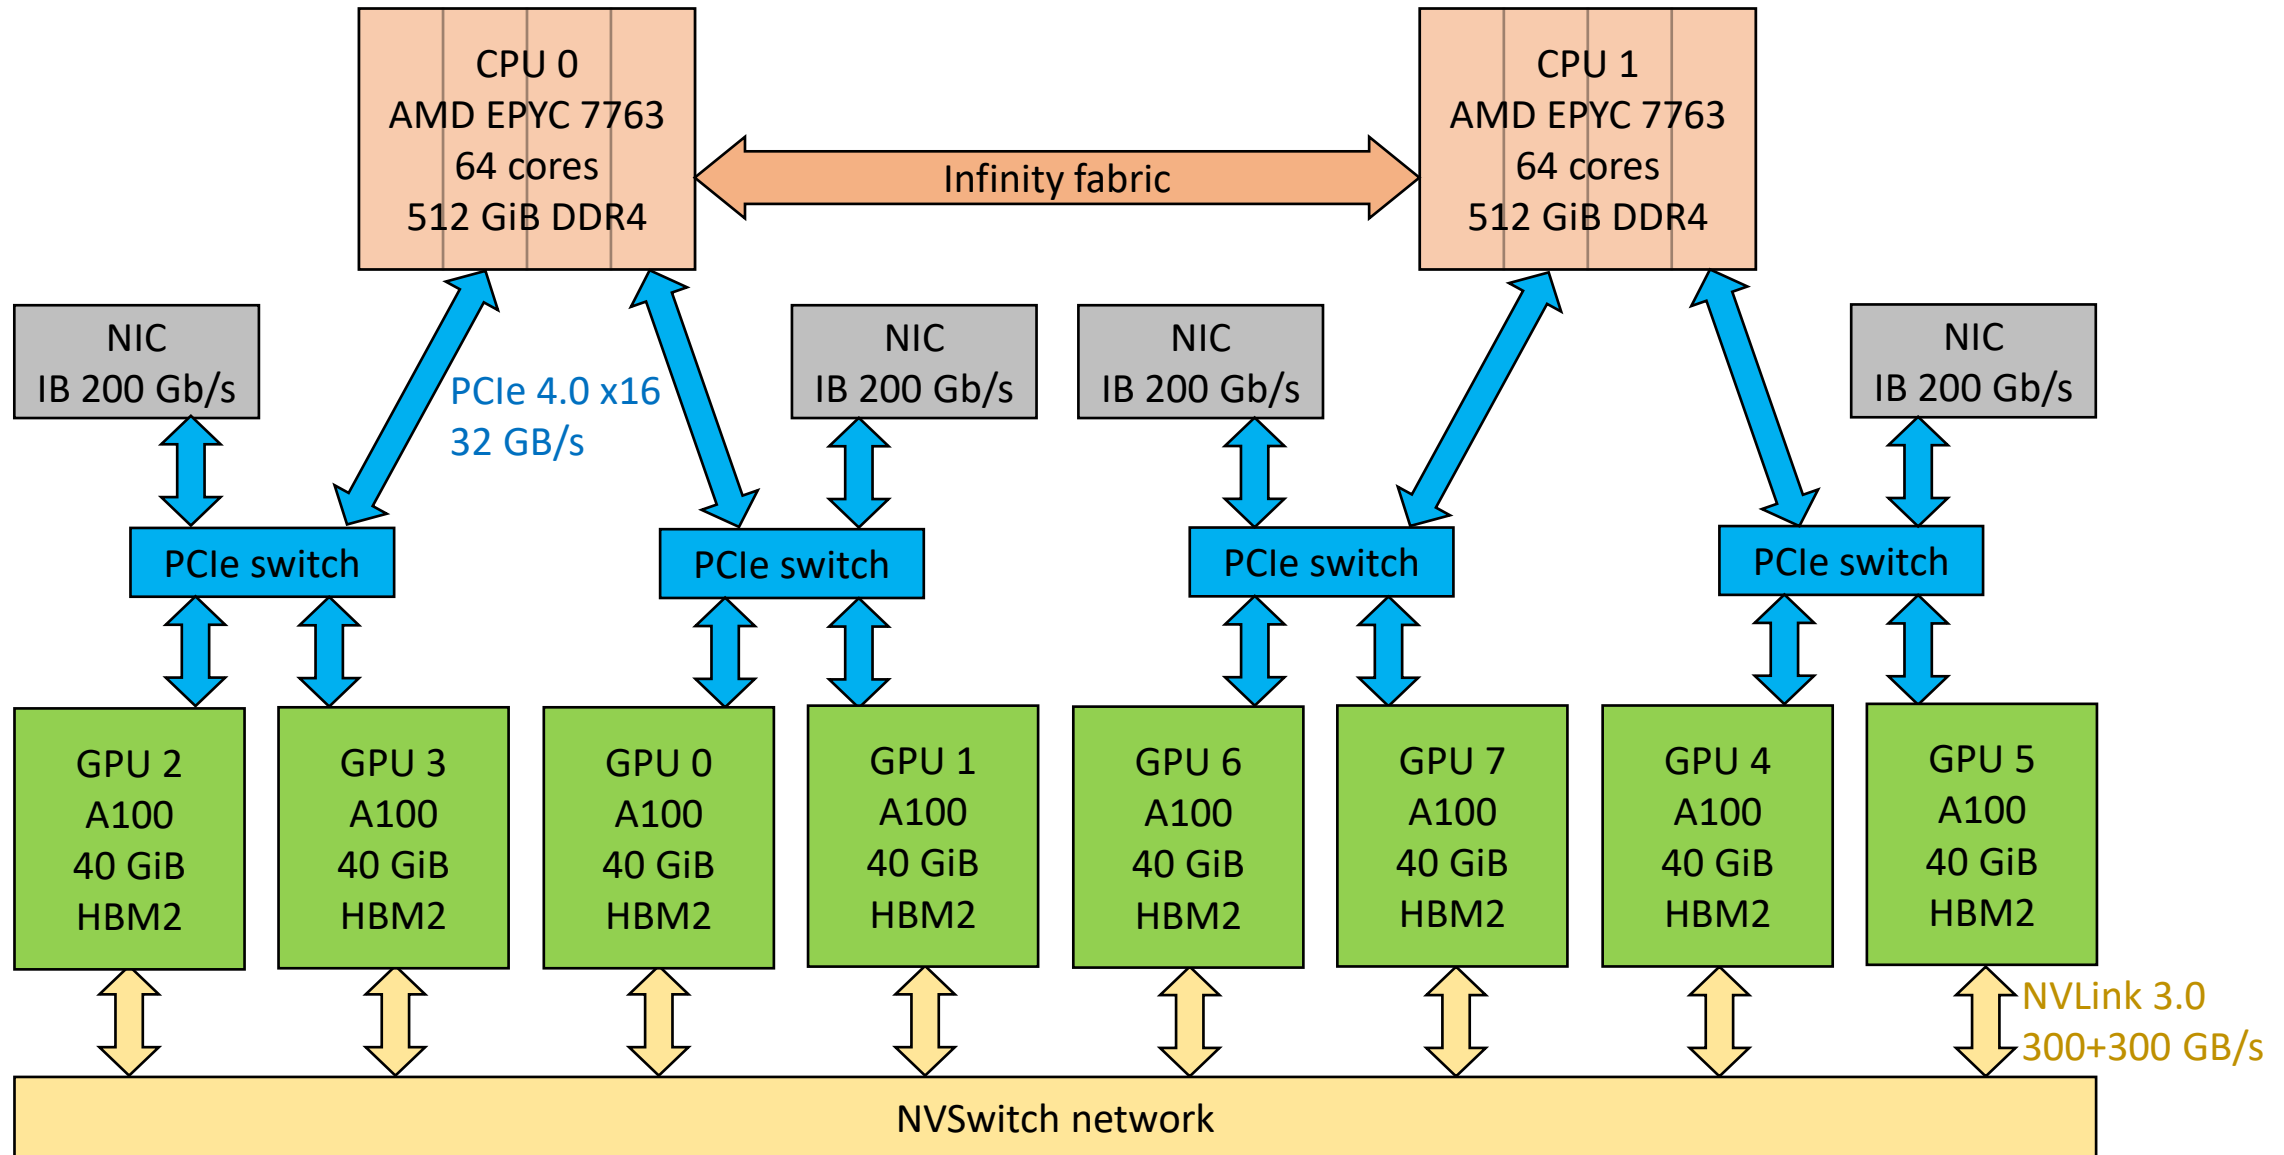 CPU 0
AMD EPYC 7763
64 cores
512 GiB DDR4
Infinity fabric
CPU 1
AMD EPYC 7763
64 cores
512 GiB DDR4
NIC
IB 200 Gb/s
PCIe 4.0 x16
32 GB/s
NIC
IB 200 Gb/s
NIC
IB 200 Gb/s
NIC
IB 200 Gb/s
PCIe switch
PCIe switch
PCIe switch
PCIe switch
GPU 2
A100
40 GiB
HBM2
GPU 3
A100
40 GiB
HBM2
GPU 0
A100
40 GiB
HBM2
GPU 1
A100
40 GiB
HBM2
GPU 6
A100
40 GiB
HBM2
GPU 7
A100
40 GiB
HBM2
GPU 4
A100
40 GiB
HBM2
GPU 5
A100
40 GiB
HBM2
NVLink 3.0
300+300 GB/s
NVSwitch network